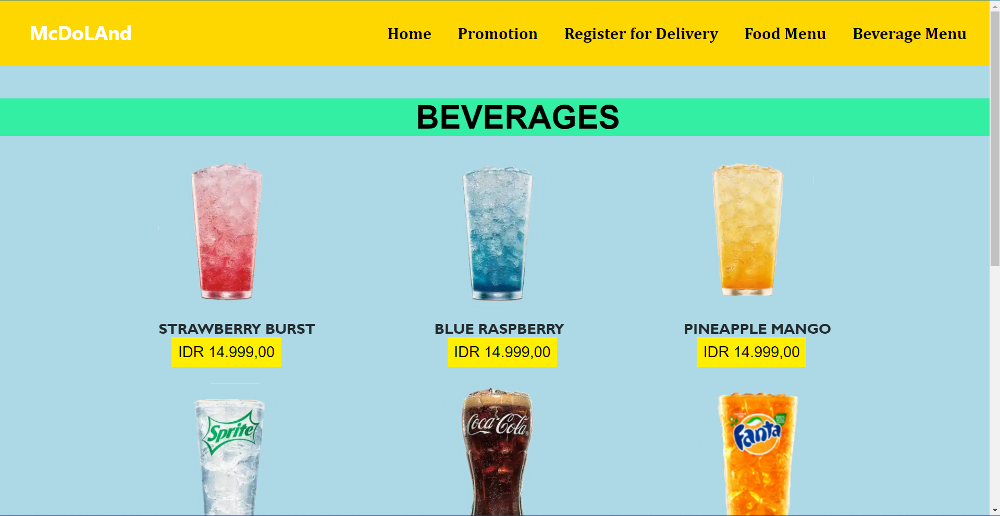 McDoLAnd
Home Promotion Register for Delivery Food Menu Beverage Menu
BEVERAGES
STRAWBERRY BURST
IDR 14.999,00
BLUE RASPBERRY
IDR 14.999,00
PINEAPPLE MANGO
IDR 14.999,00
Sprite
Coca-Cola
Fanta
100%